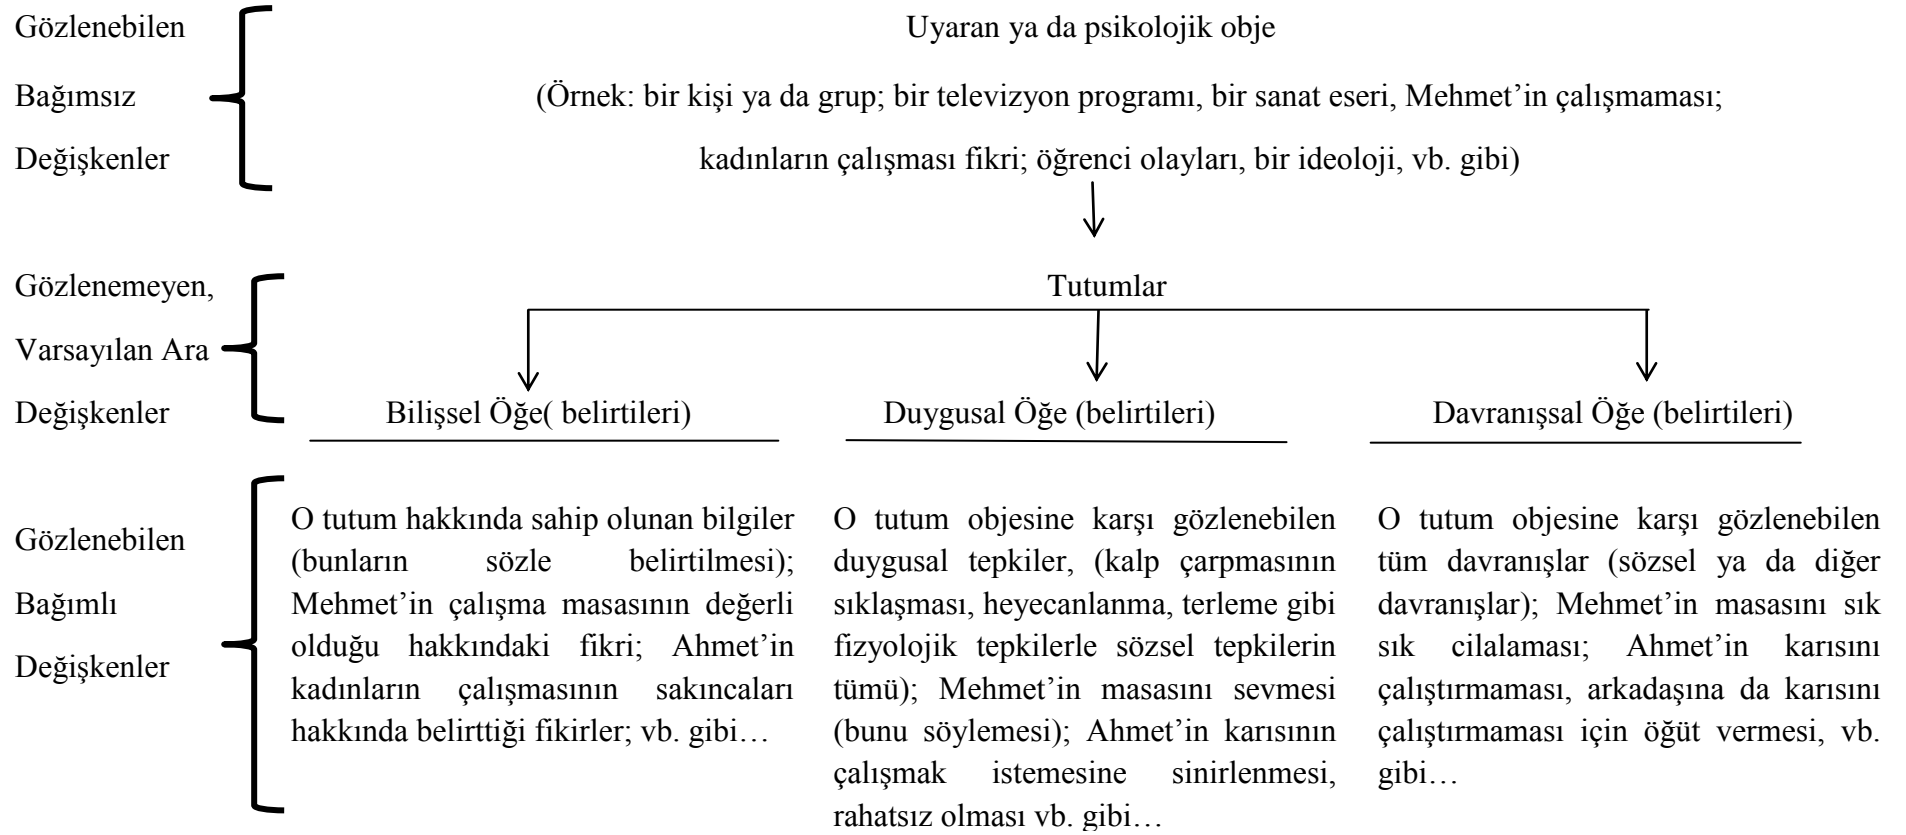 Gözlenebilen
Bağımsız
Değişkenler
Uyaran ya da psikolojik obje
(Örnek: bir kişi ya da grup; bir televizyon programı, bir sanat eseri, Mehmet’in çalışmaması;
kadınların çalışması fikri; öğrenci olayları, bir ideoloji, vb. gibi)
Gözlenemeyen,
Varsayılan Ara
Değişkenler
Tutumlar
Bilişsel Öğe( belirtileri)
Duygusal Öğe (belirtileri)
Davranışsal Öğe (belirtileri)
Gözlenebilen
Bağımlı
Değişkenler
O tutum hakkında sahip olunan bilgiler
(bunların sözle belirtilmesi);
Mehmet’in çalışma masasının değerli
olduğu hakkındaki fikri; Ahmet’in
kadınların çalışmasının sakıncaları
hakkında belirttiği fikirler; vb. gibi…
O tutum objesine karşı gözlenebilen
duygusal tepkiler, (kalp çarpmasının
sıklaşması, heyecanlanma, terleme gibi
fizyolojik tepkilerle sözsel tepkilerin
tümü); Mehmet’in masasını sevmesi
(bunu söylemesi); Ahmet’in karısının
çalışmak istemesine sinirlenmesi,
rahatsız olması vb. gibi…
O tutum objesine karşı gözlenebilen
tüm davranışlar (sözsel ya da diğer
davranışlar); Mehmet’in masasını sık
sık cilalaması; Ahmet’in karısını
çalıştırmaması, arkadaşına da karısını
çalıştırmaması için öğüt vermesi, vb.
gibi…